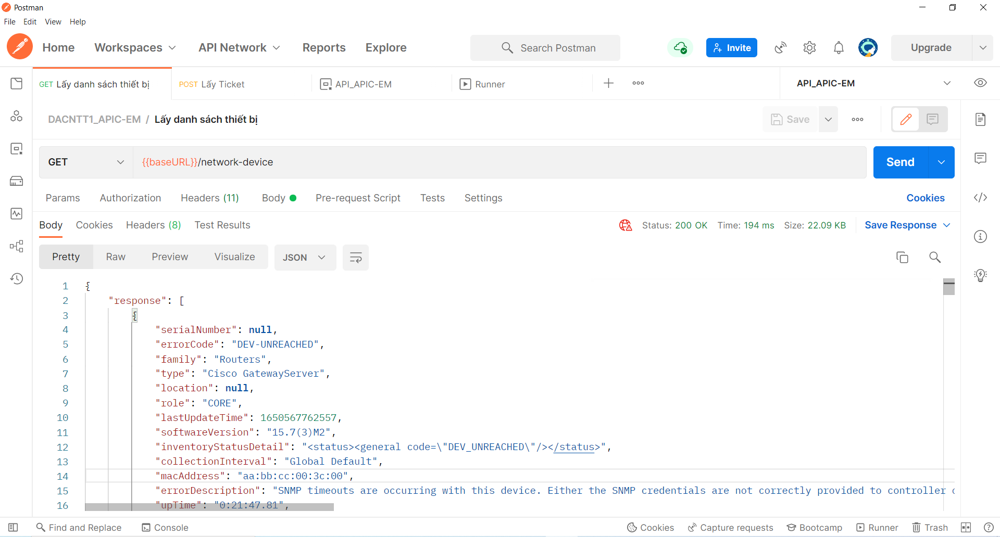 Postman
File Edit View Help
Home Workspaces API Network Reports Explore Search Postman Invite Upgrade
GET Lấy danh sách thiết bị POST Lấy Ticket API_APIC-EM Runner API_APIC-EM
DACNTT1_APIC-EM / Lấy danh sách thiết bị Save
GET {{baseURL}}/network-device Send
Params Authorization Headers (11) Body Pre-request Script Tests Settings Cookies
Body Cookies Headers (8) Test Results Status: 200 OK Time: 194 ms Size: 22.09 KB Save Response
Pretty Raw Preview Visualize JSON
1 {
2 "response": [
3 {
4 "serialNumber": null,
5 "errorCode": "DEV-UNREACHED",
6 "family": "Routers",
7 "type": "Cisco GatewayServer",
8 "location": null,
9 "role": "CORE",
10 "lastUpdateTime": 1650567762557,
11 "softwareVersion": "15.7(3)M2",
12 "inventoryStatusDetail": "<status><general code=\"DEV_UNREACHED\"/></status>",
13 "collectionInterval": "Global Default",
14 "macAddress": "aa:bb:cc:00:3c:00",
15 "errorDescription": "SNMP timeouts are occurring with this device. Either the SNMP credentials are not correctly provided to controller
16 "upTime": "0:21:47.81",
Find and Replace Console Cookies Capture requests Bootcamp Runner Trash